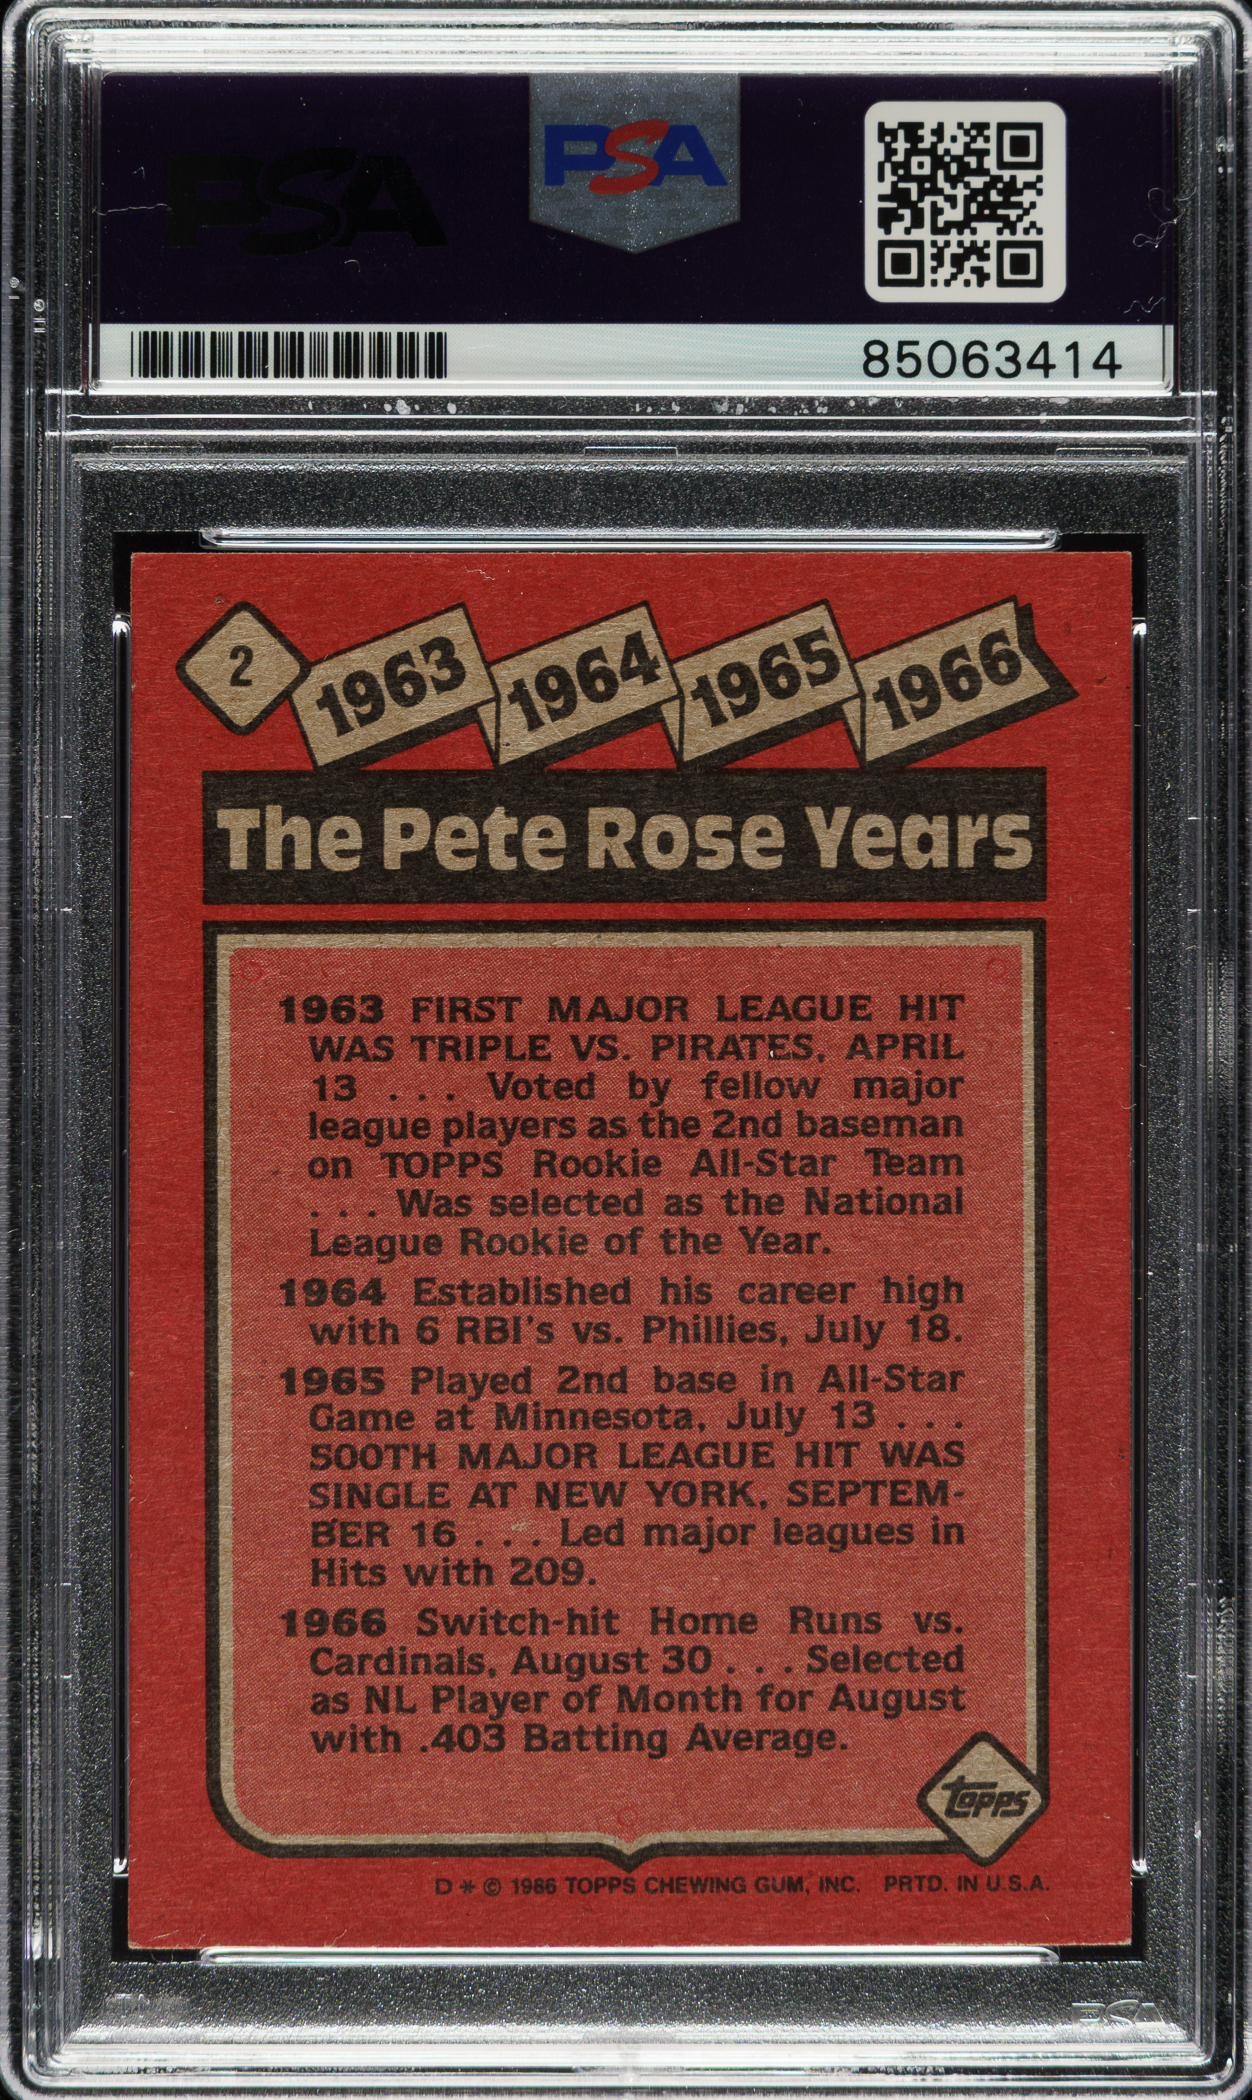 PSA
PSA
85063414
2
1963
1964
1965
1966
The Pete Rose Years
1963 FIRST MAJOR LEAGUE HIT
WAS TRIPLE VS. PIRATES, APRIL
13 . . . Voted by fellow major
league players as the 2nd baseman
on TOPPS Rookie All-Star Team
. . . Was selected as the National
League Rookie of the Year.
1964 Established his career high
with 6 RBI's vs. Phillies, July 18.
1965 Played 2nd base in All-Star
Game at Minnesota, July 13 . . .
500TH MAJOR LEAGUE HIT WAS
SINGLE AT NEW YORK, SEPTEM-
BER 16 . . . Led major leagues in
Hits with 209.
1966 Switch-hit Home Runs vs.
Cardinals, August 30 . . . Selected
as NL Player of Month for August
with .403 Batting Average.
topps
D * © 1986 TOPPS CHEWING GUM, INC. PRTD. IN U.S.A.
PSA